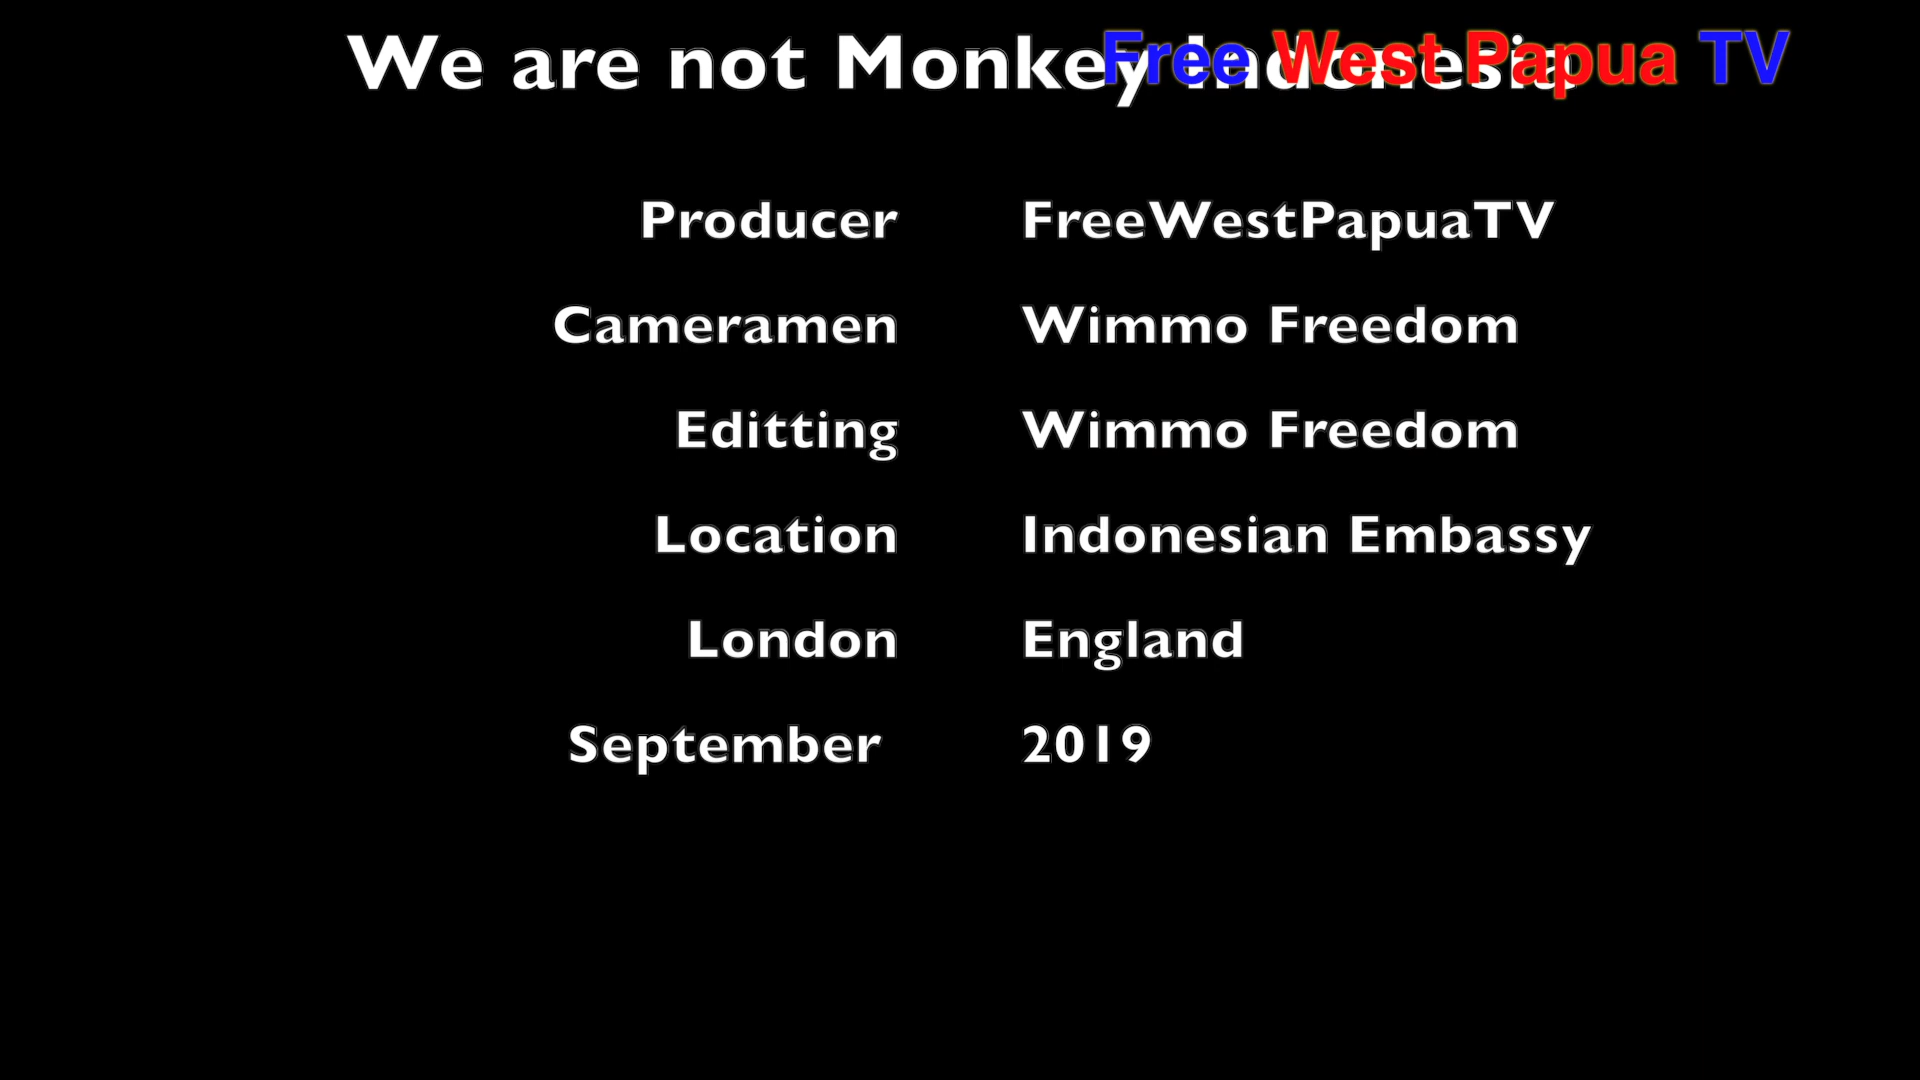 We are not Monkey Indonesia
Free West Papua TV
Producer FreeWestPapuaTV
Cameramen Wimmo Freedom
Editting Wimmo Freedom
Location Indonesian Embassy
London England
September 2019